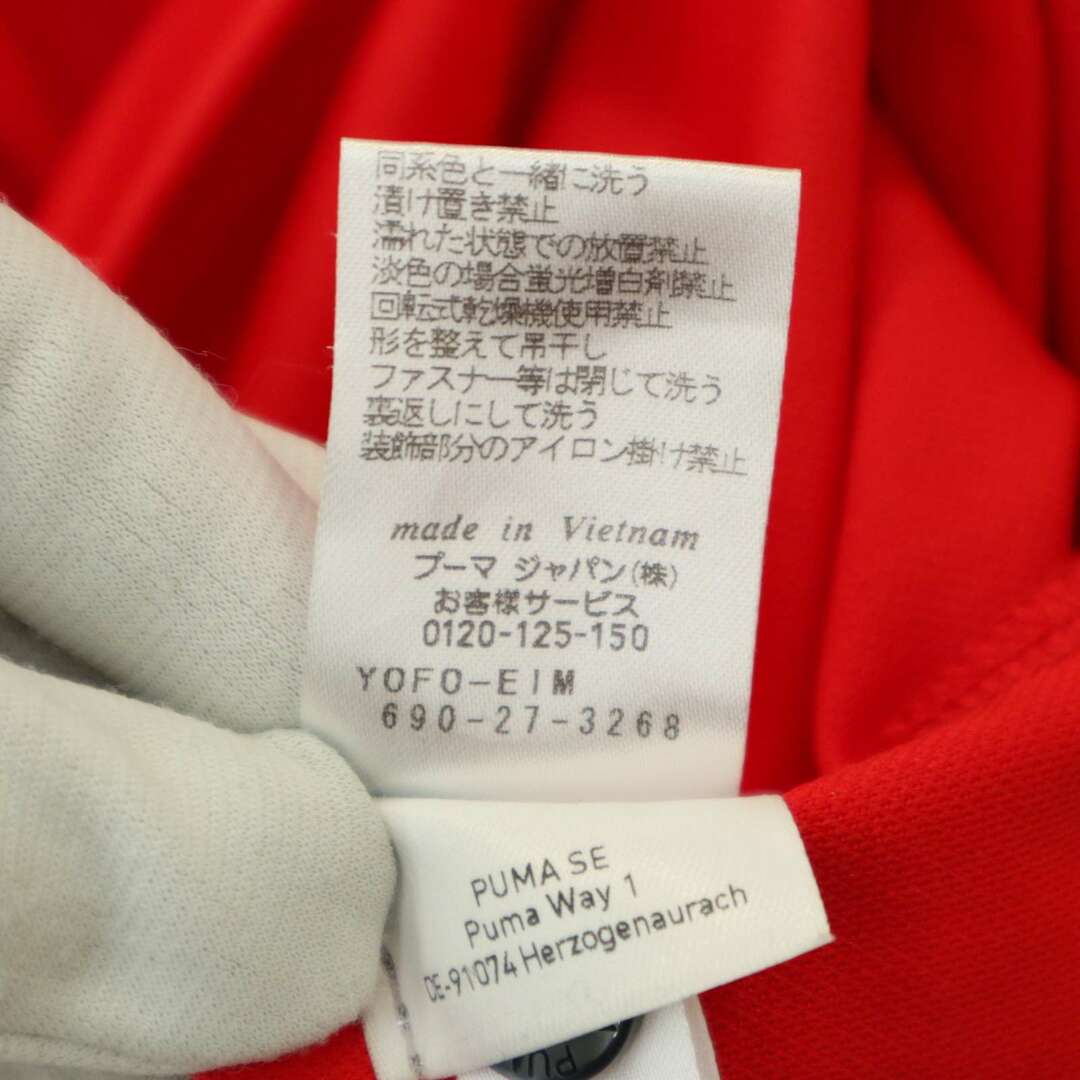 同系色と一緒に洗う
漬け置き禁止
濡れた状態での放置禁止
淡色の場合蛍光増白剤禁止
回転式乾燥機使用禁止
形を整えて吊干し
ファスナー等は閉じて洗う
裏返しにして洗う
装飾部分のアイロン掛け禁止
made in Vietnam
プーマ ジャパン(株)
お客様サービス
0120-125-150
YOFO-EIM
690-27-3268
PUMA SE
Puma Way 1
DE-91074 Herzogenaurach